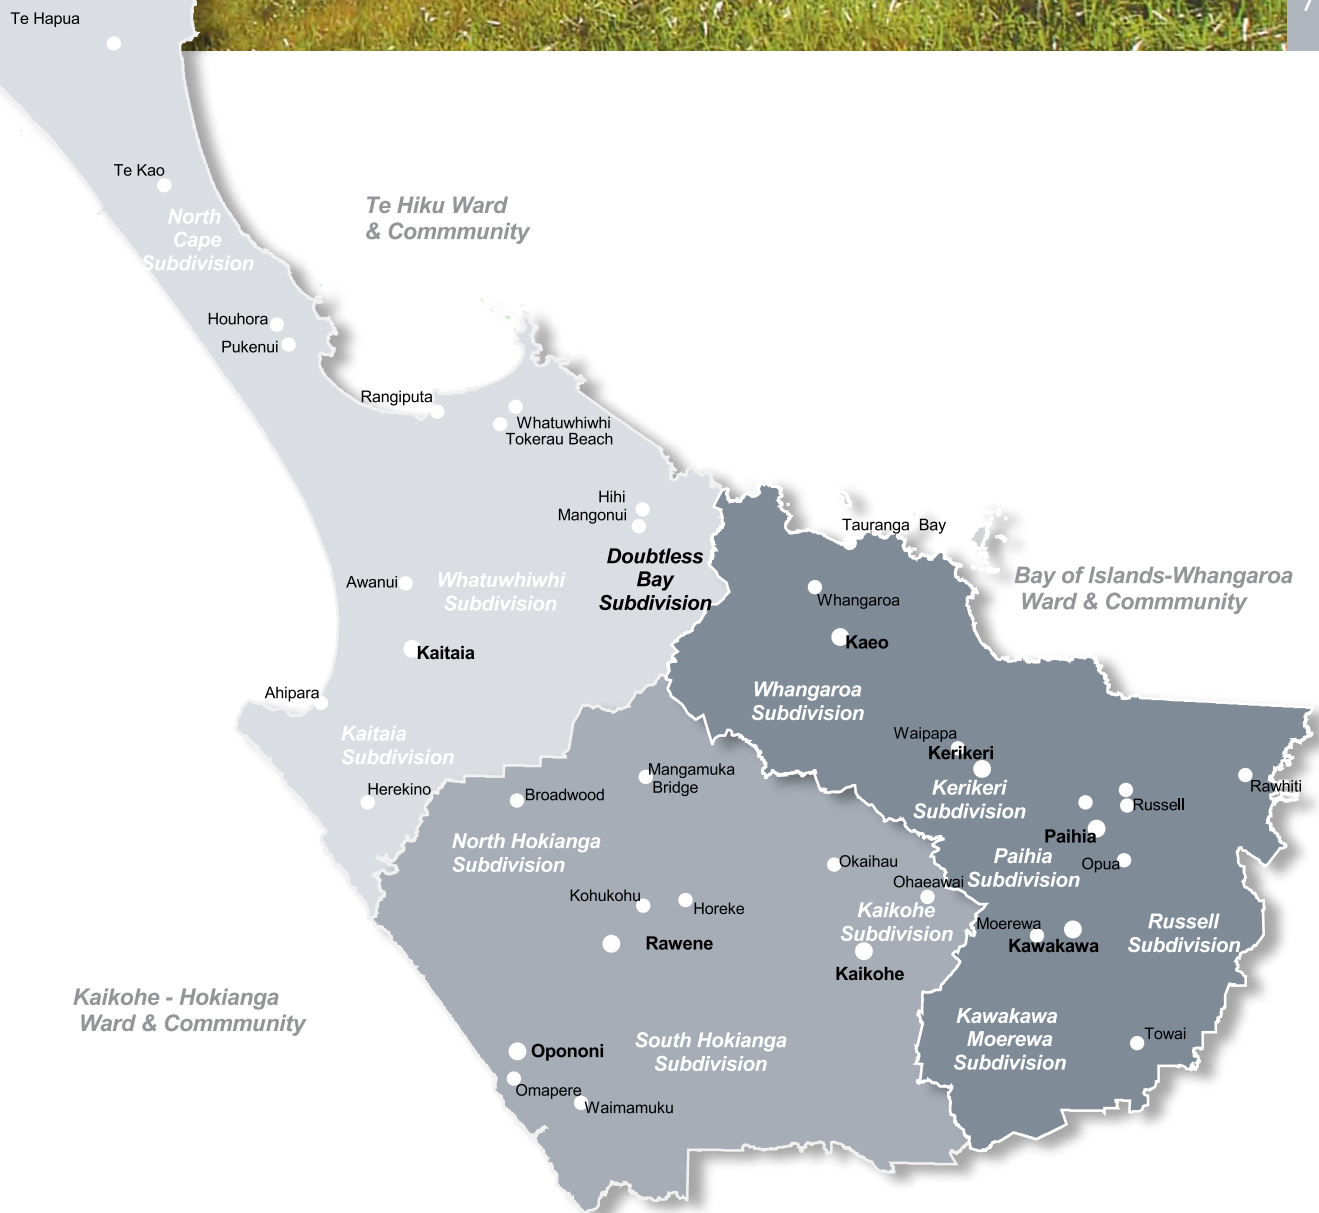 7
Te Hapua
Te Kao
North
Cape
Subdivision
Te Hiku Ward
& Commmunity
Houhora
Pukenui
Rangiputa
Whatuwhiwhi
Tokerau Beach
Hihi
Mangonui
Doubtless
Bay
Subdivision
Tauranga Bay
Bay of Islands-Whangaroa
Ward & Commmunity
Awanui
Whatuwhiwhi
Subdivision
Whangaroa
Kaeo
Kaitaia
Ahipara
Whangaroa
Subdivision
Kaitaia
Subdivision
Waipapa
Kerikeri
Kerikeri
Subdivision
Herekino
Broadwood
Mangamuka
Bridge
Rawhiti
Russell
Paihia
Paihia
Subdivision
Opua
North Hokianga
Subdivision
Okaihau
Ohaeawai
Kohukohu
Horeke
Kaikohe
Subdivision
Moerewa
Kawakawa
Russell
Subdivision
Rawene
Kaikohe
Kaikohe - Hokianga
Ward & Commmunity
Kawakawa
Moerewa
Subdivision
Towai
South Hokianga
Subdivision
Opononi
Omapere
Waimamuku